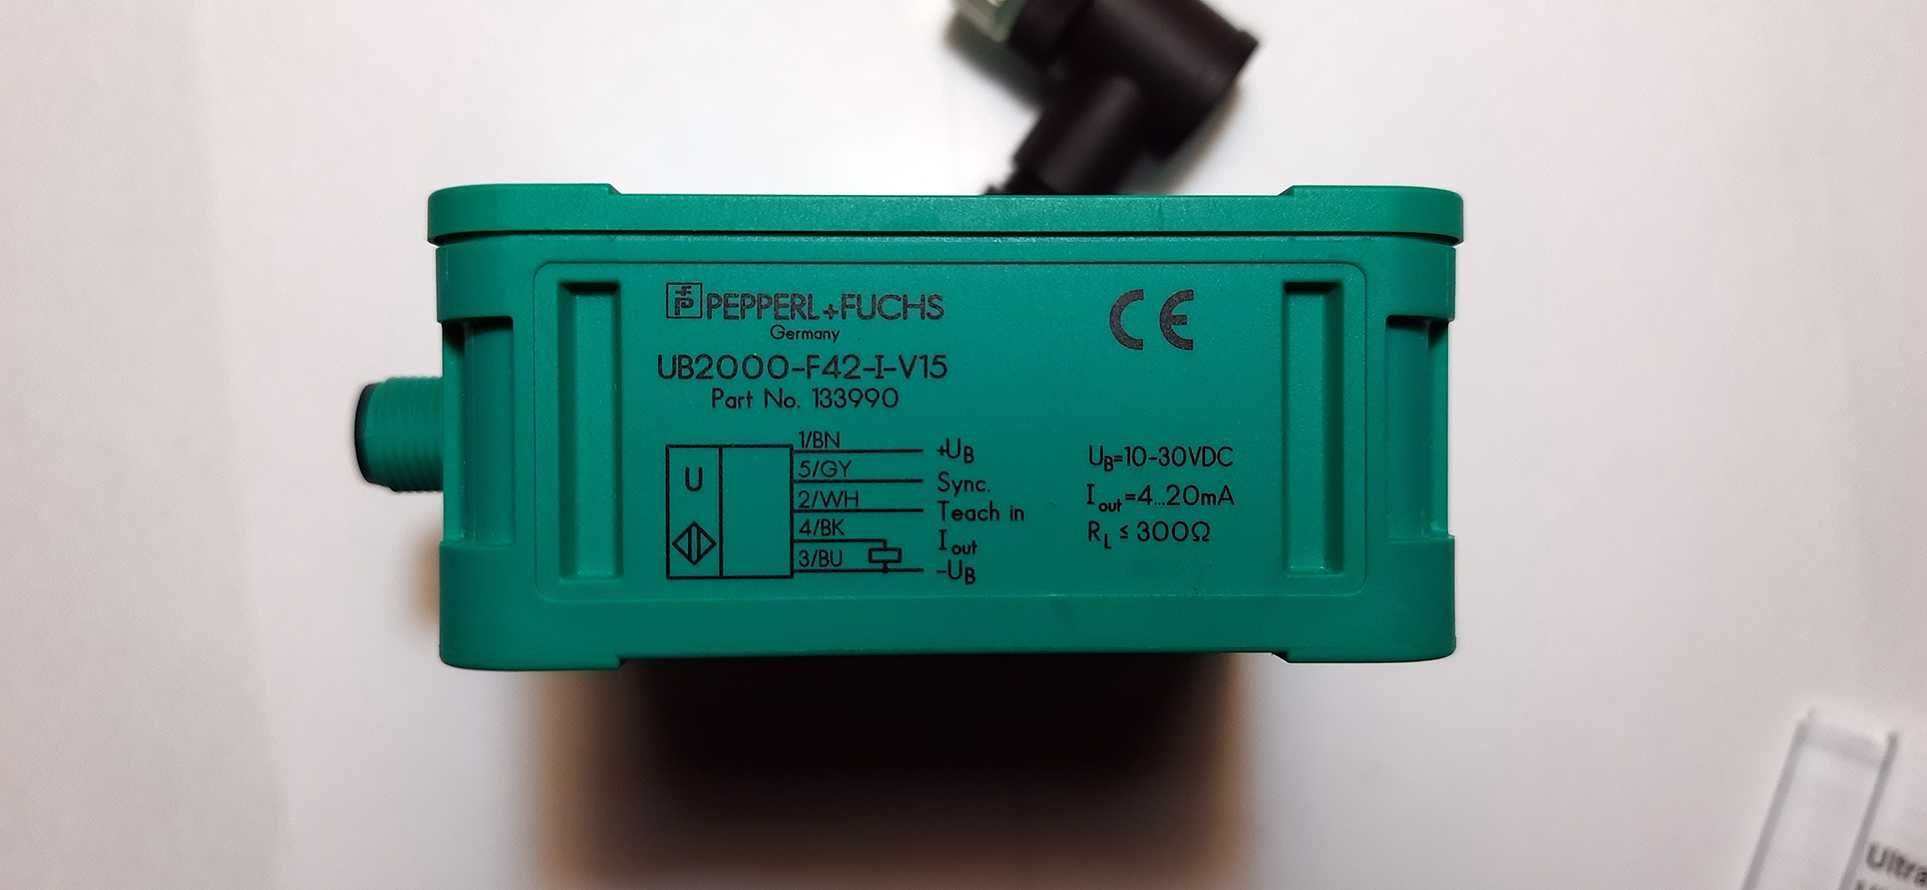 PEPPERL+FUCHS
Germany
UB2000-F42-I-V15
Part No. 133990
CE
U
1/BN +UB
5/GY Sync.
2/WH Teach in
4/BK Iout
3/BU -UB
UB=10-30VDC
Iout=4...20mA
RL≤300Ω
Ultra